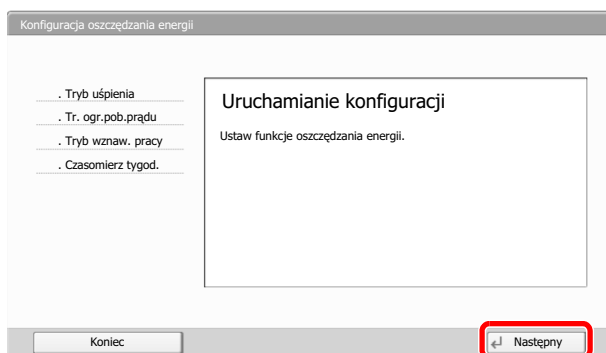 Konfiguracja oszczędzania energii
. Tryb uśpienia
. Tr. ogr.pob.prądu
. Tryb wznaw. pracy
. Czasomierz tygod.
Uruchamianie konfiguracji
Ustaw funkcje oszczędzania energii.
Koniec
Następny